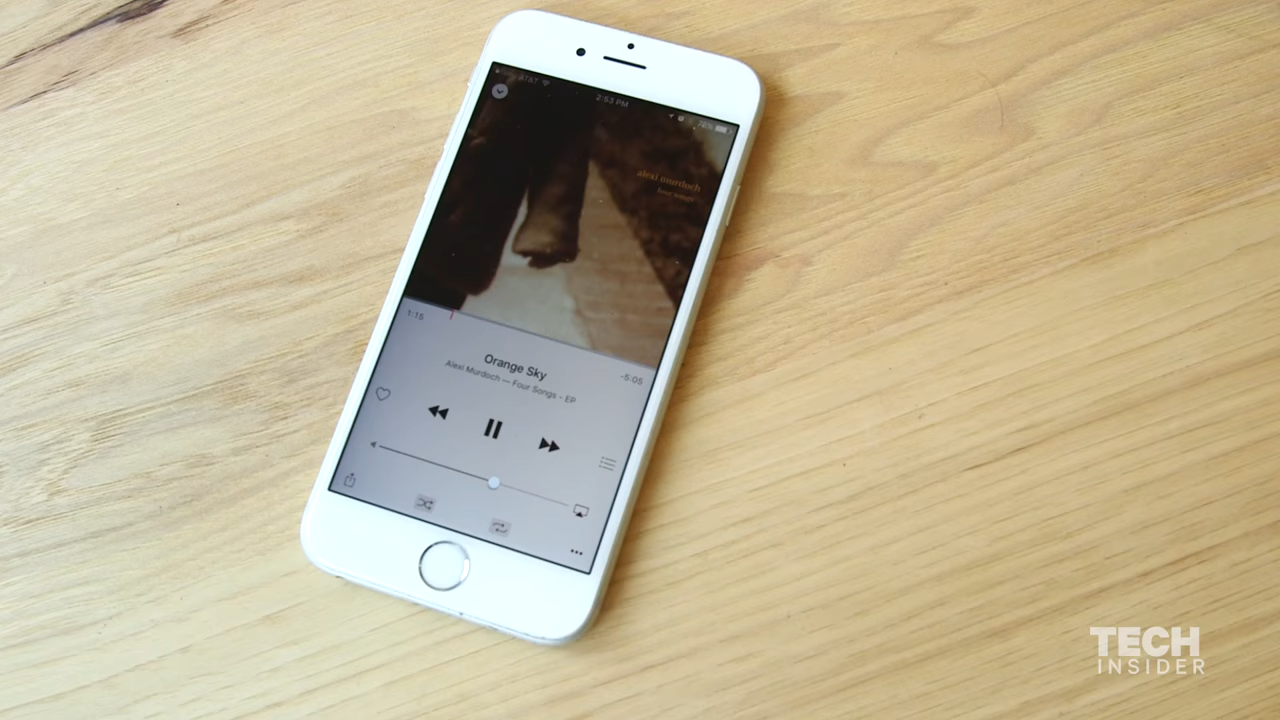 AT&T
2:53 PM
alexi murdoch
four songs
1:15
-5:05
Orange Sky
Alexi Murdoch — Four Songs - EP
TECH
INSIDER